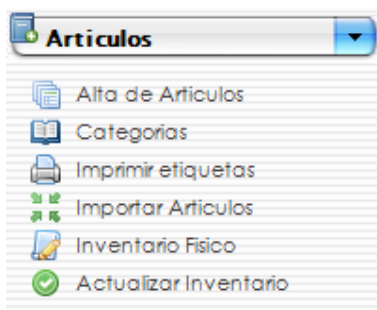 Articulos
Alta de Articulos
Categorias
Imprimir etiquetas
Importar Articulos
Inventario Fisico
Actualizar Inventario